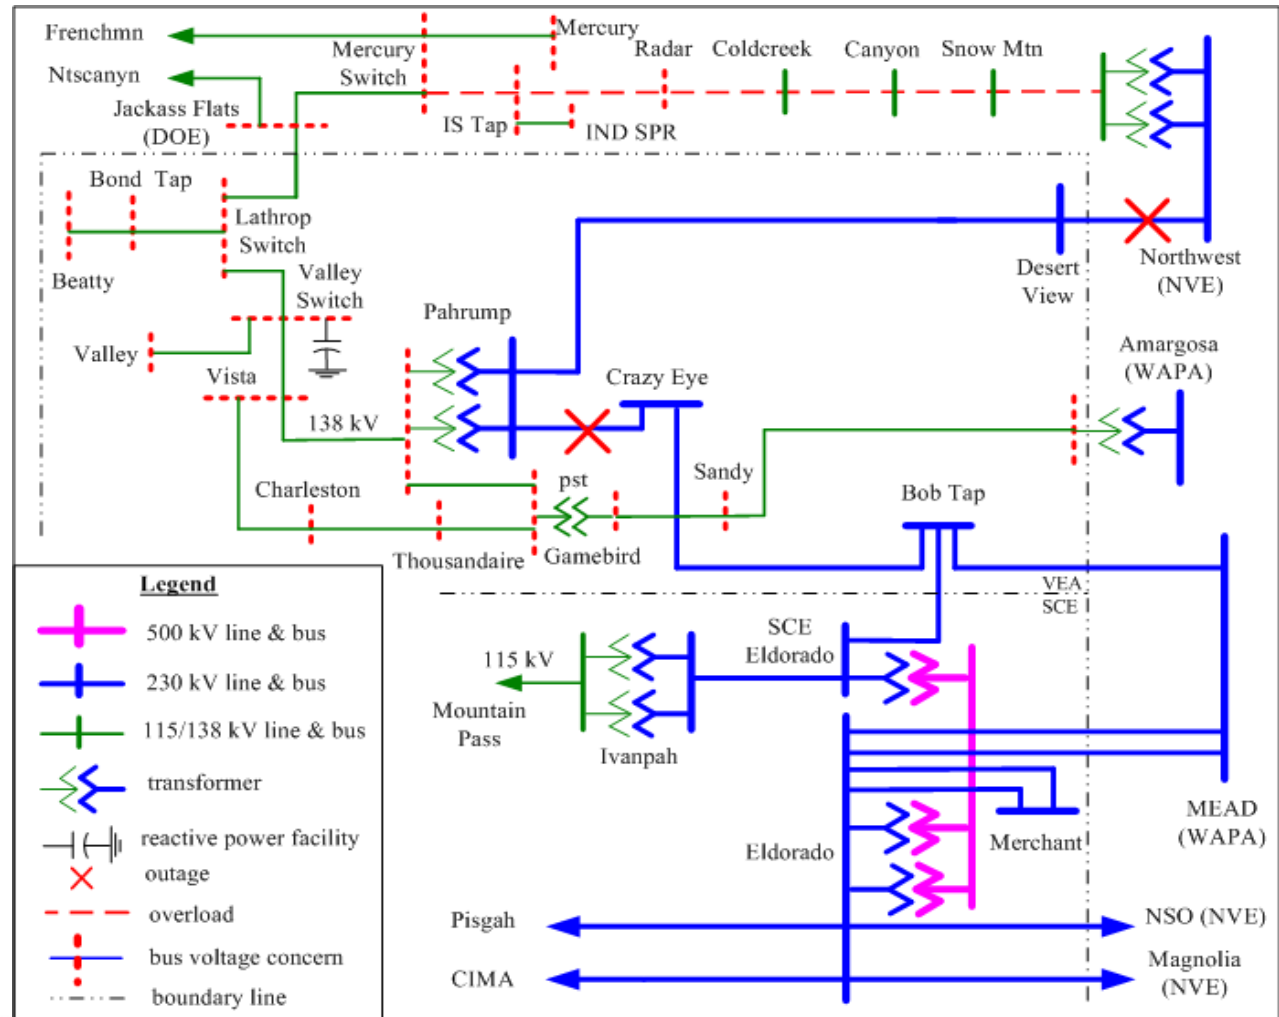 Frenchmn
Mercury
Mercury
Switch
Radar
Coldcreek
Canyon
Snow Mtn
Ntscanyn
Jackass Flats
(DOE)
IS Tap
IND SPR
Bond Tap
Lathrop
Switch
Beatty
Valley
Switch
Desert
View
Northwest
(NVE)
Pahrump
Valley
Vista
Crazy Eye
Amargosa
(WAPA)
138 kV
Charleston
pst
Sandy
Bob Tap
Thousandaire
Gamebird
VEA
SCE
Legend
500 kV line & bus
230 kV line & bus
115/138 kV line & bus
transformer
reactive power facility
outage
overload
bus voltage concern
boundary line
SCE
Eldorado
115 kV
Mountain
Pass
Ivanpah
Eldorado
Merchant
MEAD
(WAPA)
Pisgah
NSO (NVE)
CIMA
Magnolia
(NVE)